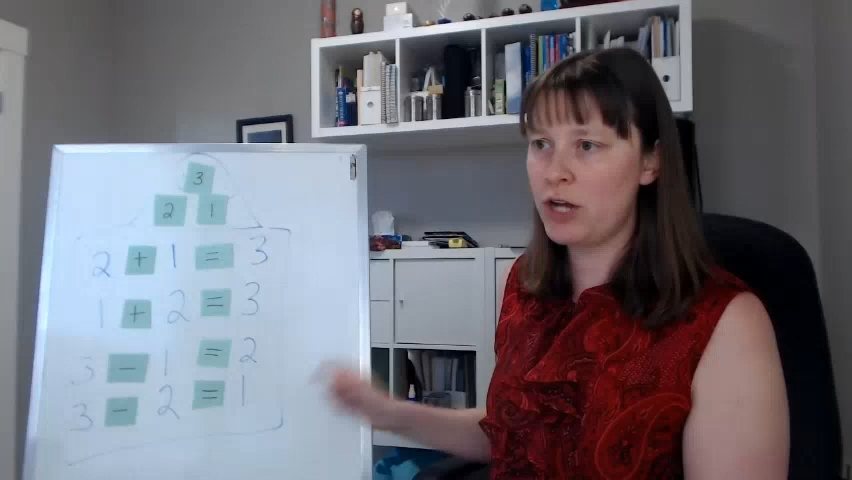 3
2 1
2 + 1 = 3
1 + 2 = 3
3 - 1 = 2
3 - 2 = 1